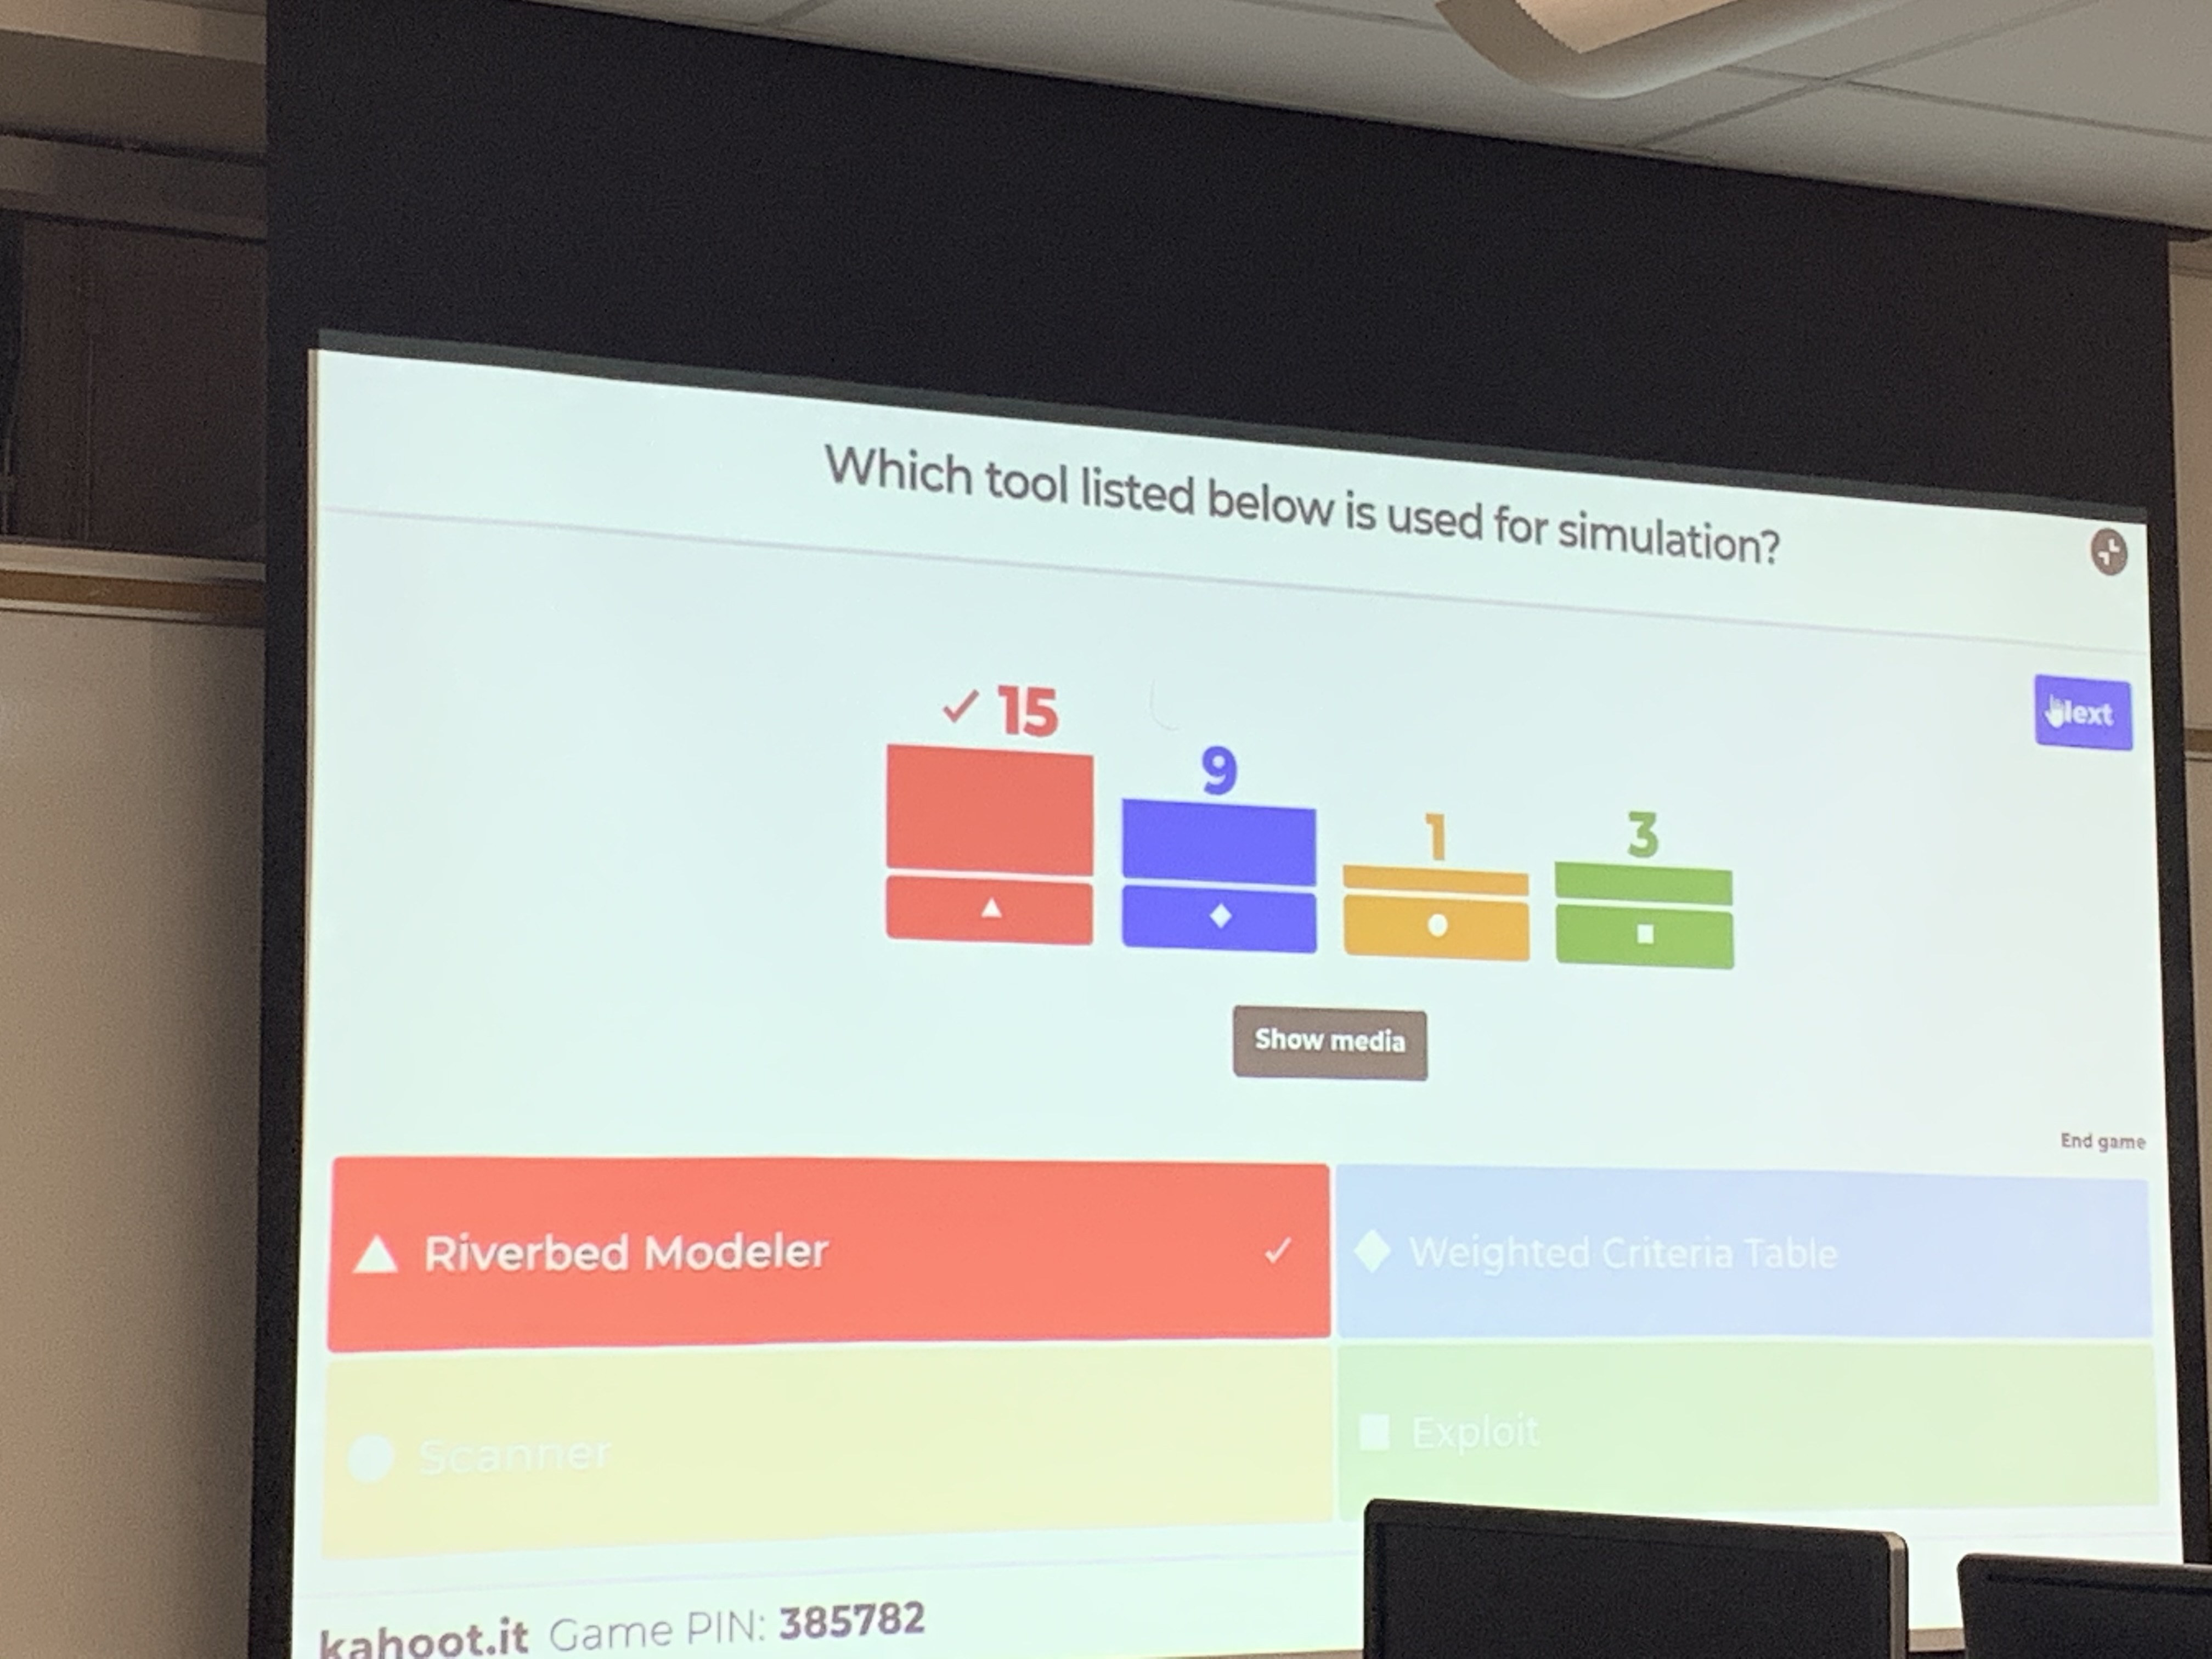 Which tool listed below is used for simulation?
15
9
1
3
Next
Show media
End game
Riverbed Modeler
Weighted Criteria Table
Scanner
Exploit
kahoot.it Game PIN: 385782